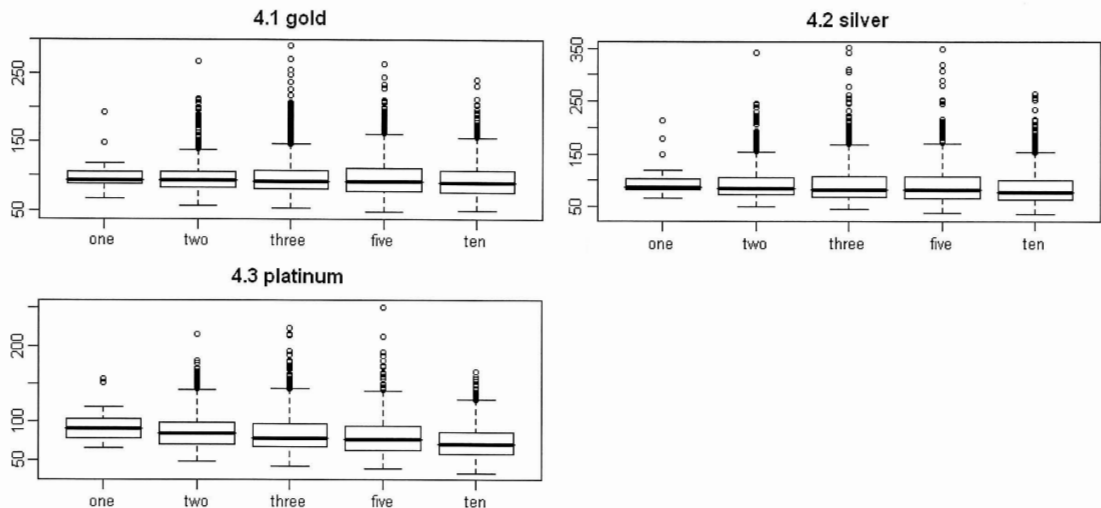 4.1 gold
250
150
50
one two three five ten
4.2 silver
350
250
150
50
one two three five ten
4.3 platinum
200
100
50
one two three five ten